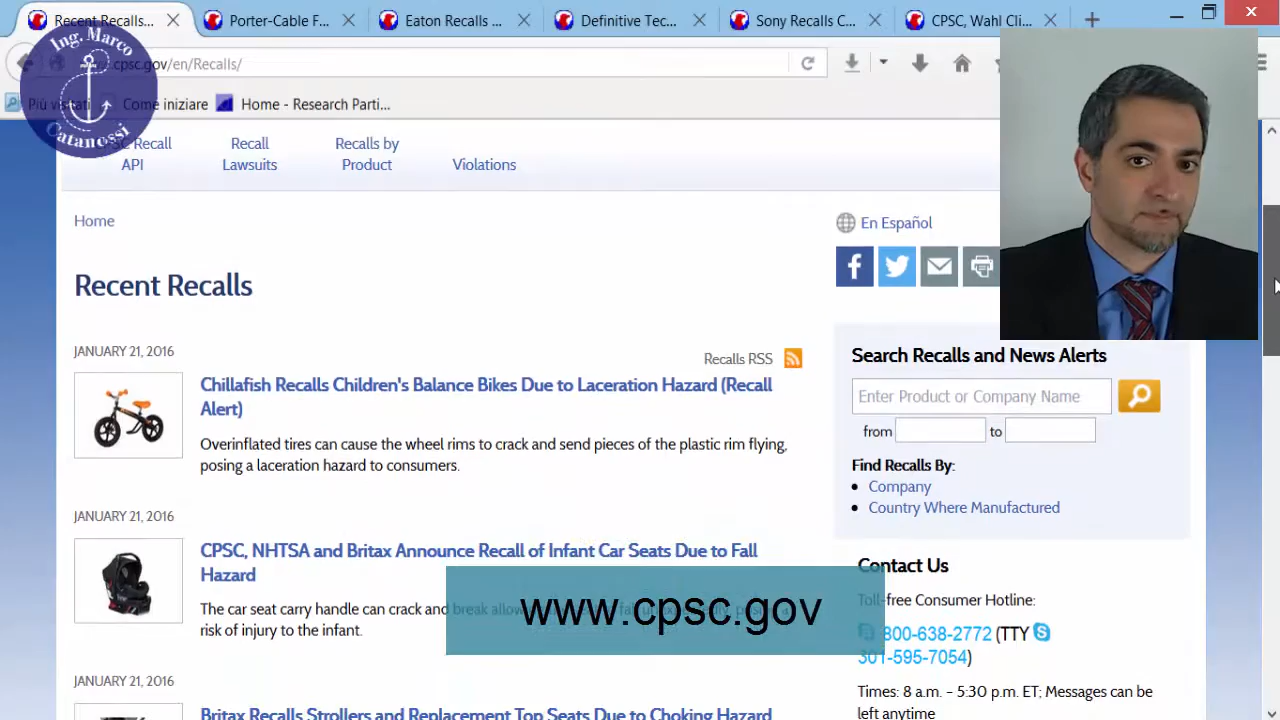 Recent Recalls...
Porter-Cable F...
Eaton Recalls ...
Definitive Tec...
Sony Recalls C...
CPSC, Wahl Cli...
Ing. Marco
Catanossi
.cpsc.gov/en/Recalls/
Più visitati
Come iniziare
Home - Research Parti...
Recall
API
Recall
Lawsuits
Recalls by
Product
Violations
Home
En Español
Recent Recalls
JANUARY 21, 2016
Recalls RSS
Chillafish Recalls Children's Balance Bikes Due to Laceration Hazard (Recall
Alert)
Overinflated tires can cause the wheel rims to crack and send pieces of the plastic rim flying,
posing a laceration hazard to consumers.
JANUARY 21, 2016
CPSC, NHTSA and Britax Announce Recall of Infant Car Seats Due to Fall
Hazard
The car seat carry handle can crack and break allow
risk of injury to the infant.
www.cpsc.gov
JANUARY 21, 2016
Britax Recalls Strollers and Replacement Top Seats Due to Choking Hazard
Search Recalls and News Alerts
Enter Product or Company Name
from
to
Find Recalls By:
Company
Country Where Manufactured
Contact Us
Toll-free Consumer Hotline:
800-638-2772 (TTY
301-595-7054)
Times: 8 a.m. – 5:30 p.m. ET; Messages can be
left anytime